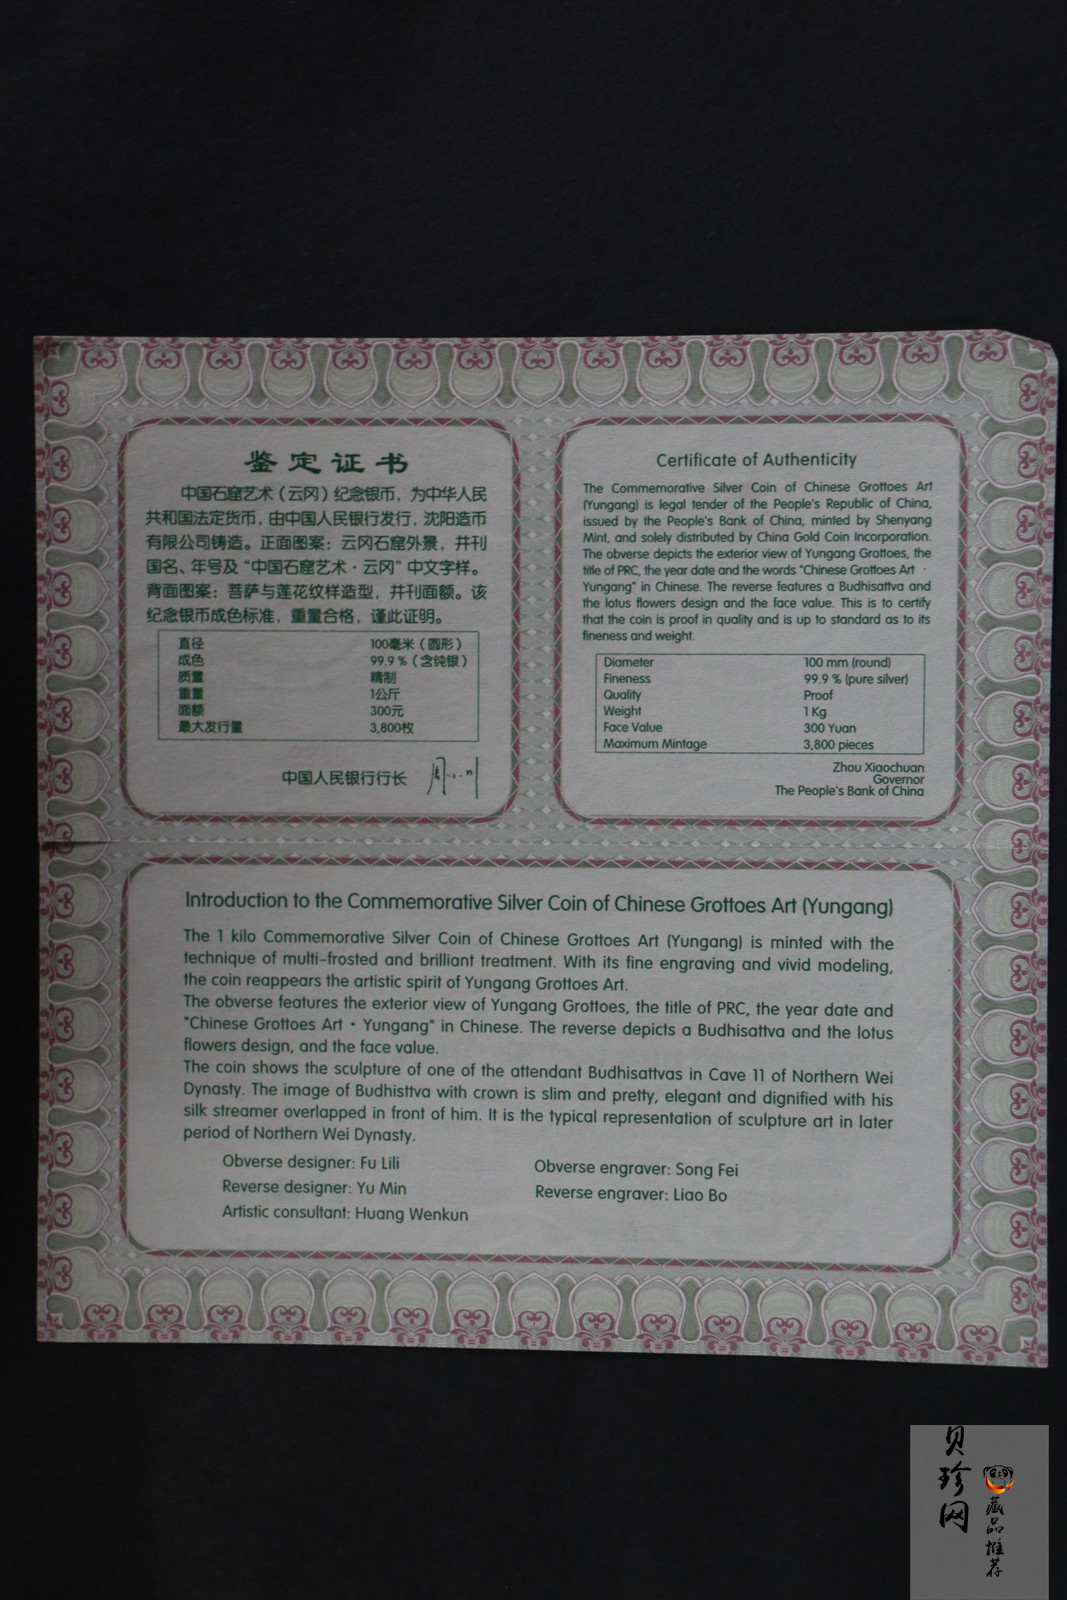 鉴定证书
中国石窟艺术（云冈）纪念银币，为中华人民
共和国法定货币，由中国人民银行发行，沈阳造币
有限公司铸造。正面图案：云冈石窟外景，并刊
国名、年号及“中国石窟艺术·云冈”中文字样。
背面图案：菩萨与莲花纹样造型，并刊面额。该
纪念银币成色标准，重量合格，谨此证明。
直径 100毫米（圆形）
成色 99.9％（含纯银）
质量 精制
重量 1公斤
面额 300元
最大发行量 3,800枚
中国人民银行行长
Certificate of Authenticity
The Commemorative Silver Coin of Chinese Grottoes Art
(Yungang) is legal tender of the People's Republic of China,
issued by the People's Bank of China, minted by Shenyang
Mint, and solely distributed by China Gold Coin Incorporation.
The obverse depicts the exterior view of Yungang Grottoes, the
title of PRC, the year date and the words "Chinese Grottoes Art ·
Yungang" in Chinese. The reverse features a Budhisattva and
the lotus flowers design and the face value. This is to certify
that the coin is proof in quality and is up to standard as to its
fineness and weight.
Diameter 100 mm (round)
Fineness 99.9 % (pure silver)
Quality Proof
Weight 1 Kg
Face Value 300 Yuan
Maximum Mintage 3,800 pieces
Zhou Xiaochuan
Governor
The People's Bank of China
Introduction to the Commemorative Silver Coin of Chinese Grottoes Art (Yungang)
The 1 kilo Commemorative Silver Coin of Chinese Grottoes Art (Yungang) is minted with the
technique of multi-frosted and brilliant treatment. With its fine engraving and vivid modeling,
the coin reappears the artistic spirit of Yungang Grottoes Art.
The obverse features the exterior view of Yungang Grottoes, the title of PRC, the year date and
"Chinese Grottoes Art · Yungang" in Chinese. The reverse depicts a Budhisattva and the lotus
flowers design, and the face value.
The coin shows the sculpture of one of the attendant Budhisattvas in Cave 11 of Northern Wei
Dynasty. The image of Budhisttva with crown is slim and pretty, elegant and dignified with his
silk streamer overlapped in front of him. It is the typical representation of sculpture art in later
period of Northern Wei Dynasty.
Obverse designer: Fu Lili
Reverse designer: Yu Min
Artistic consultant: Huang Wenkun
Obverse engraver: Song Fei
Reverse engraver: Liao Bo
贝珍网
藏品推荐